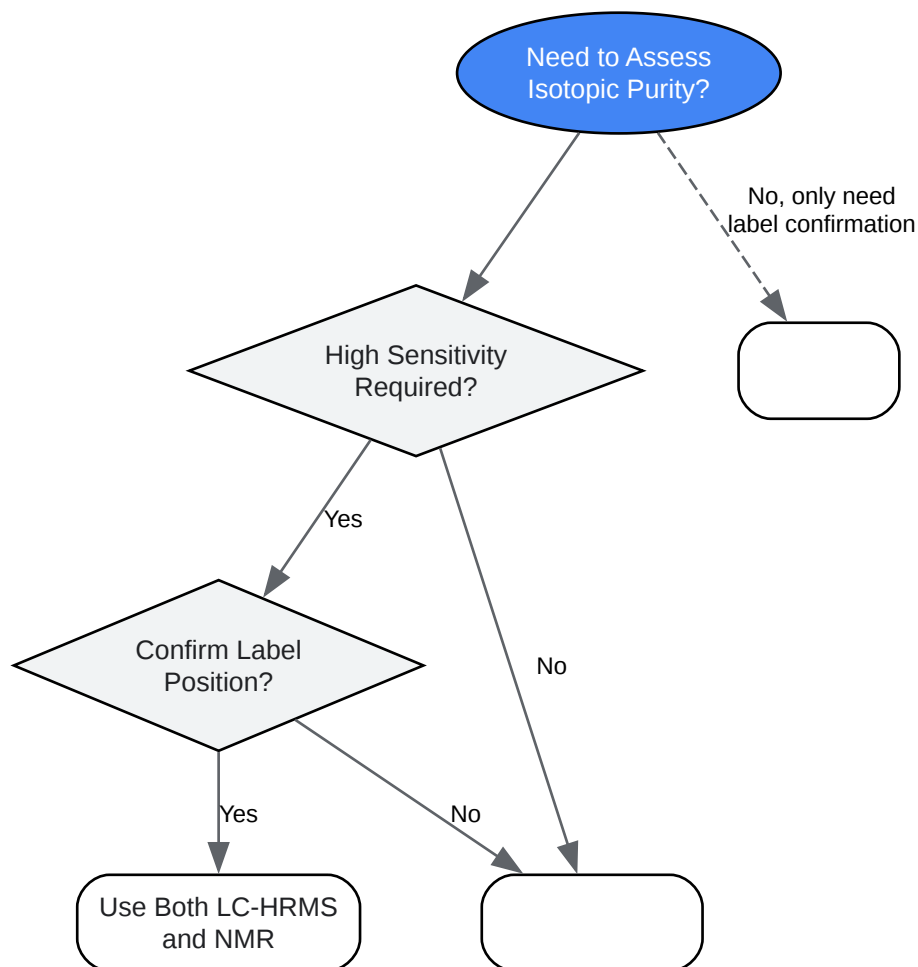 Need to Assess
Isotopic Purity?
No, only need
label confirmation
High Sensitivity
Required?
Yes
Confirm Label
Position?
No
Yes
No
Use Both LC-HRMS
and NMR